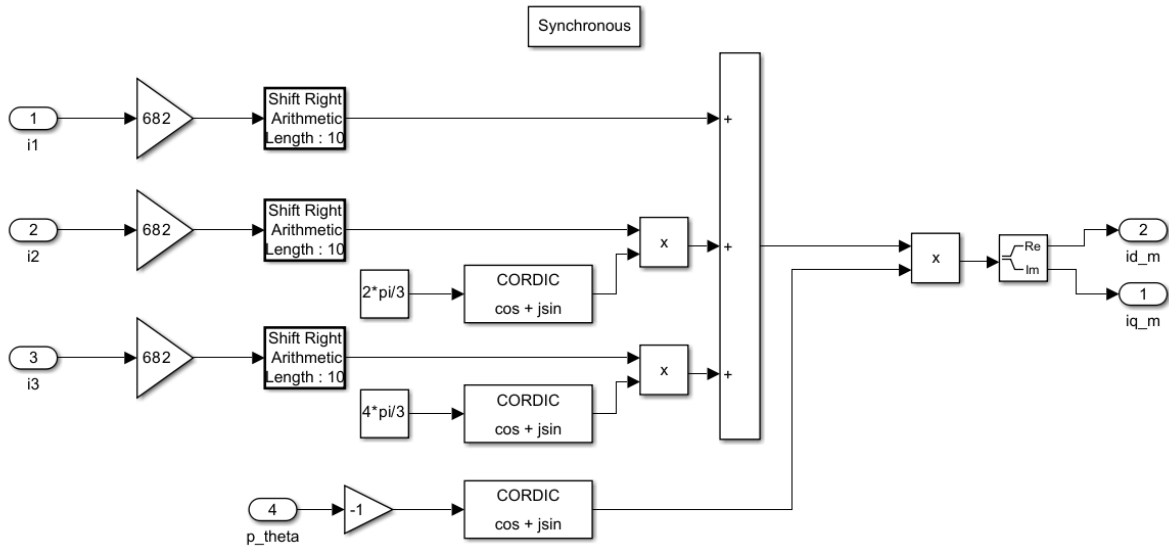 Synchronous
1
i1
682
Shift Right
Arithmetic
Length : 10
+
2
i2
682
Shift Right
Arithmetic
Length : 10
x
+
2*pi/3
CORDIC
cos + jsin
x
Re
Im
2
id_m
1
iq_m
3
i3
682
Shift Right
Arithmetic
Length : 10
x
+
4*pi/3
CORDIC
cos + jsin
4
p_theta
-1
CORDIC
cos + jsin